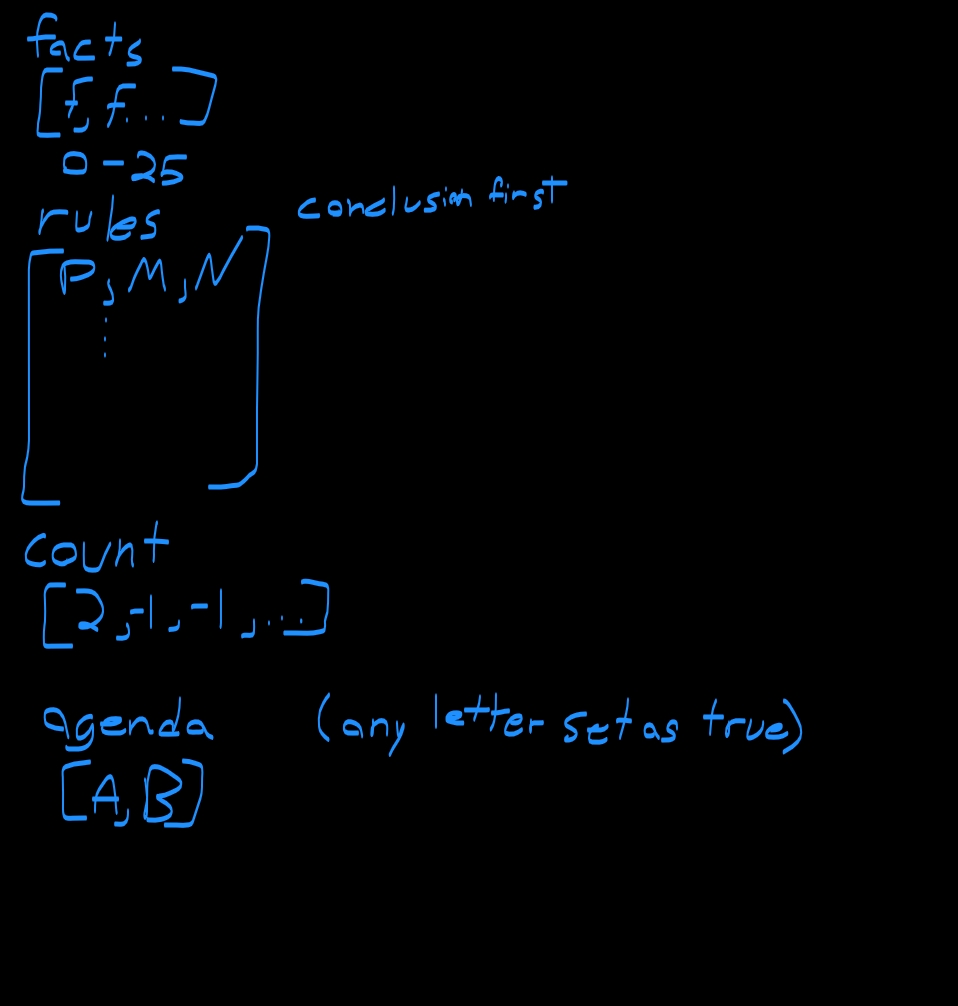 facts
[f, f...]
0-25
rules
conclusion first
[P, M, N
⋮
]
count
[2, -1, -1, ...]
agenda (any letter set as true)
[A, B]